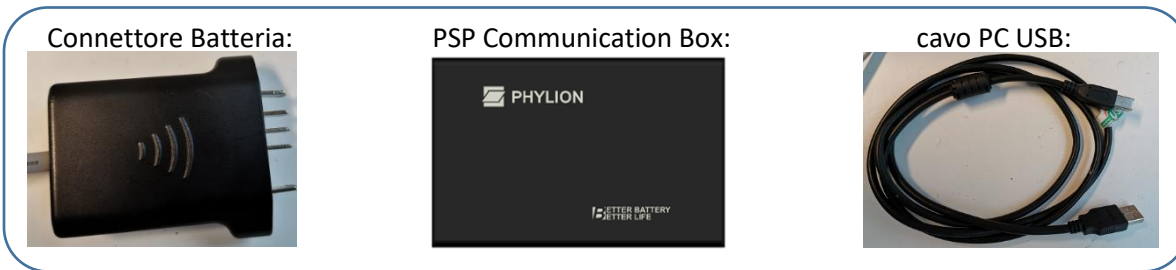 Connettore Batteria:
PSP Communication Box:
cavo PC USB:
PHYLION
BETTER BATTERY
BETTER LIFE